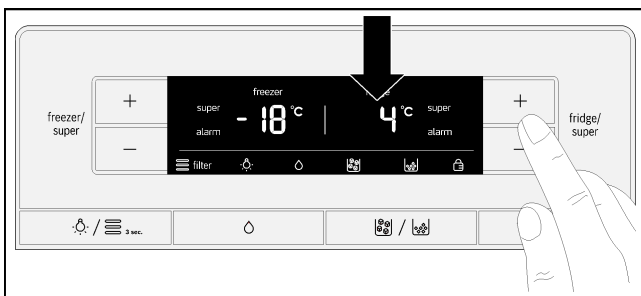 freezer
super
- 18 °C
alarm
4 °C
super
alarm
freezer/
super
+
−
+
fridge/
super
filter
/
3 sec.
/